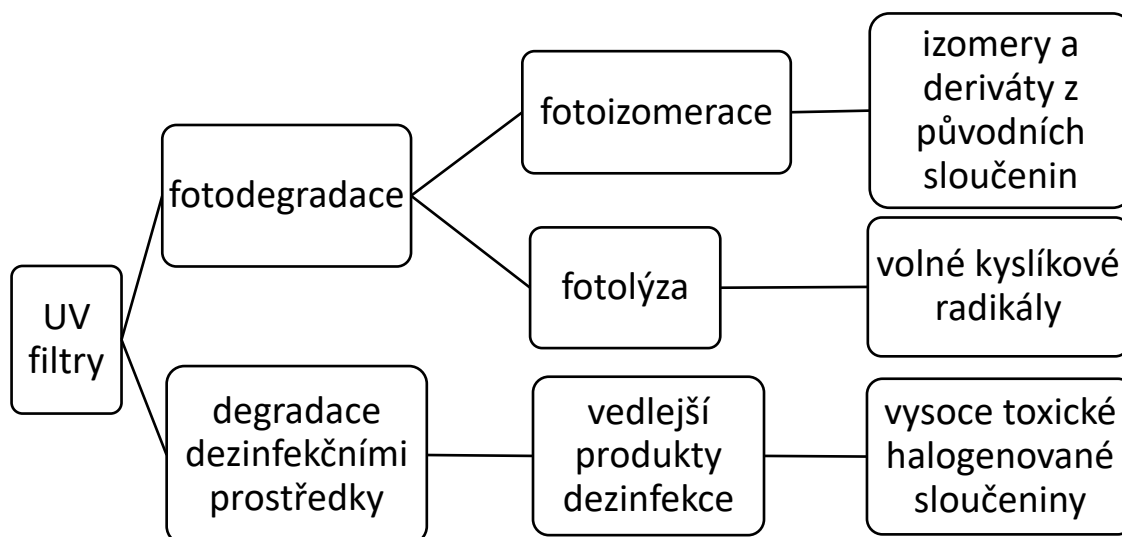 UV
filtry
fotodegradace
fotoizomerace
izomery a
deriváty z
původních
sloučenin
fotolýza
volné kyslíkové
radikály
degradace
dezinfekčními
prostředky
vedlejší
produkty
dezinfekce
vysoce toxické
halogenované
sloučeniny